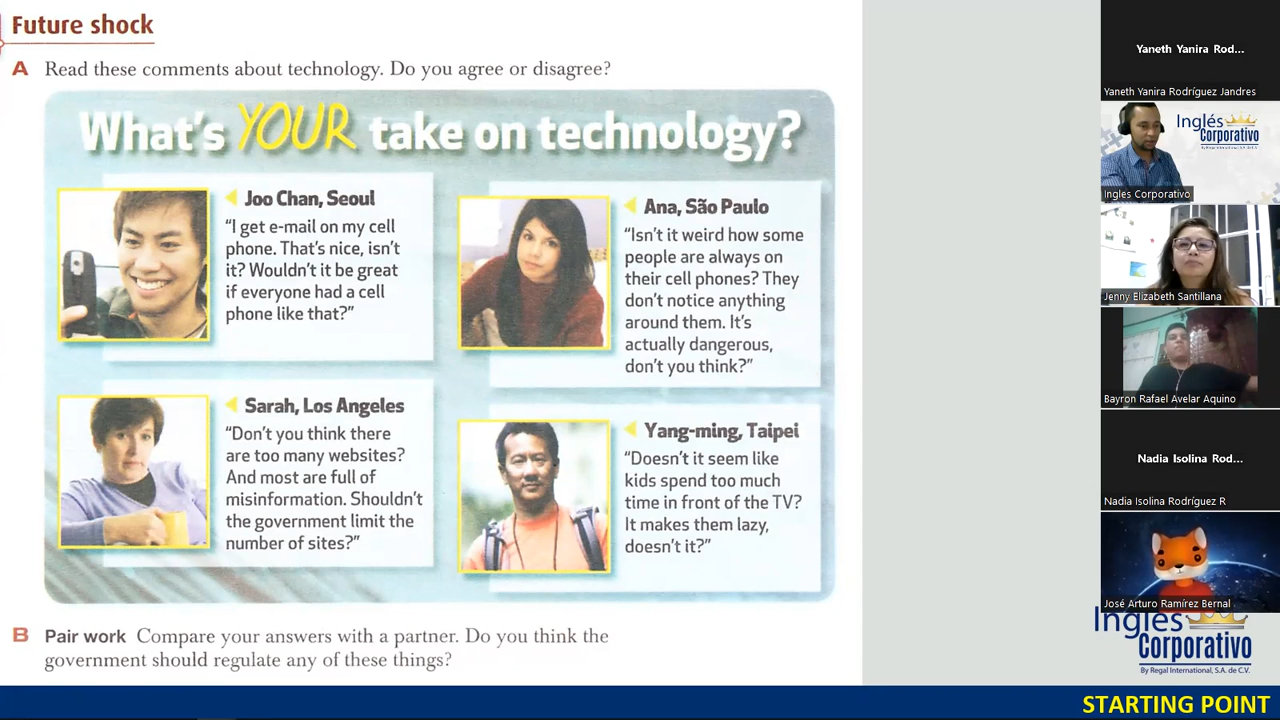 Future shock
A Read these comments about technology. Do you agree or disagree?
What's YOUR take on technology?
Joo Chan, Seoul
"I get e-mail on my cell
phone. That's nice, isn't
it? Wouldn't it be great
if everyone had a cell
phone like that?"
Ana, São Paulo
"Isn't it weird how some
people are always on
their cell phones? They
don't notice anything
around them. It's
actually dangerous,
don't you think?"
Sarah, Los Angeles
"Don't you think there
are too many websites?
And most are full of
misinformation. Shouldn't
the government limit the
number of sites?"
Yang-ming, Taipei
"Doesn't it seem like
kids spend too much
time in front of the TV?
It makes them lazy,
doesn't it?"
B Pair work Compare your answers with a partner. Do you think the
government should regulate any of these things?
Yaneth Yanira Rod...
Yaneth Yanira Rodríguez Jandres
Inglés
Corporativo
By Regal International, S.A. de C.V.
Ingles Corporativo
Jenny Elizabeth Santillana
Bayron Rafael Avelar Aquino
Nadia Isolina Rod...
Nadia Isolina Rodríguez R
José Arturo Ramírez Bernal
Inglés
Corporativo
By Regal International, S.A. de C.V.
STARTING POINT